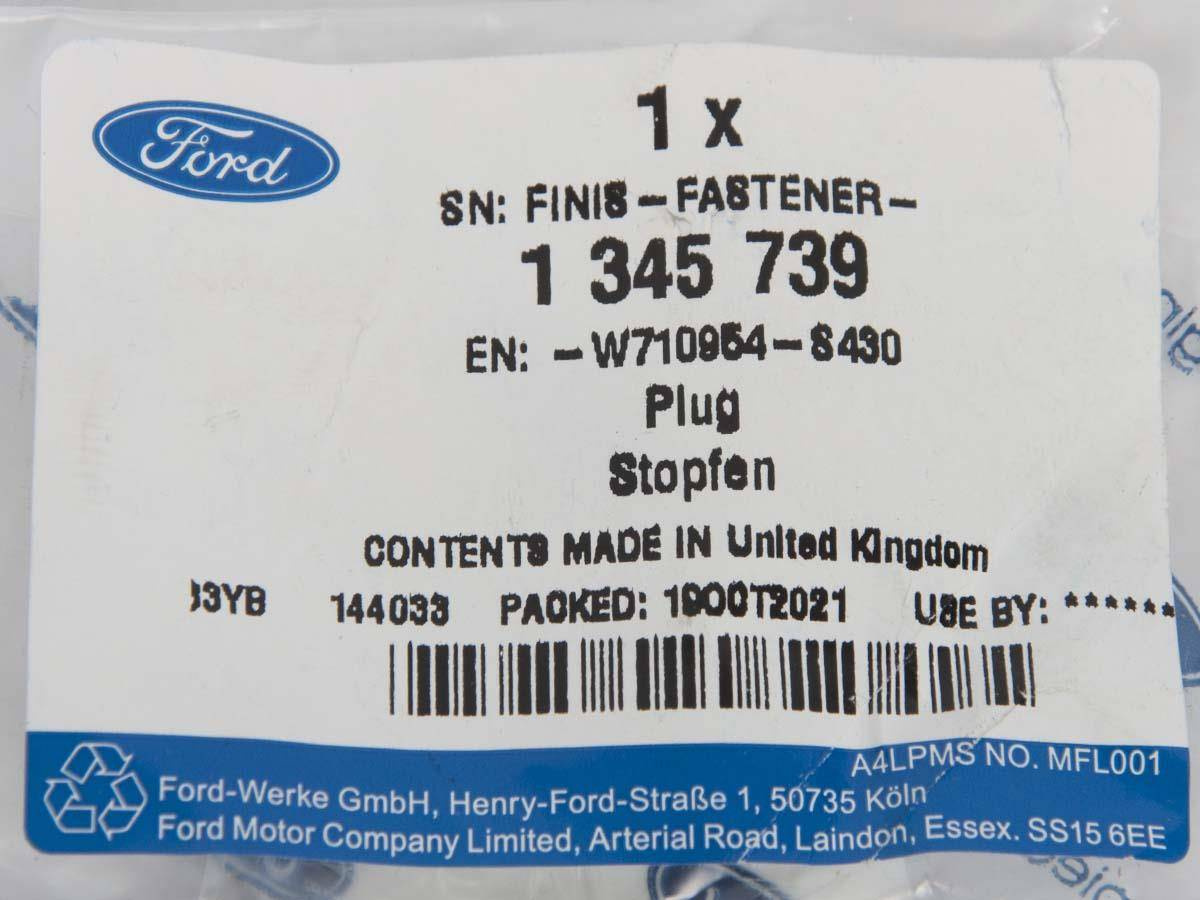 Ford
1 x
SN: FINIS - FASTENER -
1 345 739
EN: - W710954 - S430
Plug
Stopfen
CONTENTS MADE IN United Kingdom
3YB 144033 PACKED: 19OCT2021 USE BY: ******
A4LPMS NO. MFL001
Ford-Werke GmbH, Henry-Ford-Straße 1, 50735 Köln
Ford Motor Company Limited, Arterial Road, Laindon, Essex. SS15 6EE